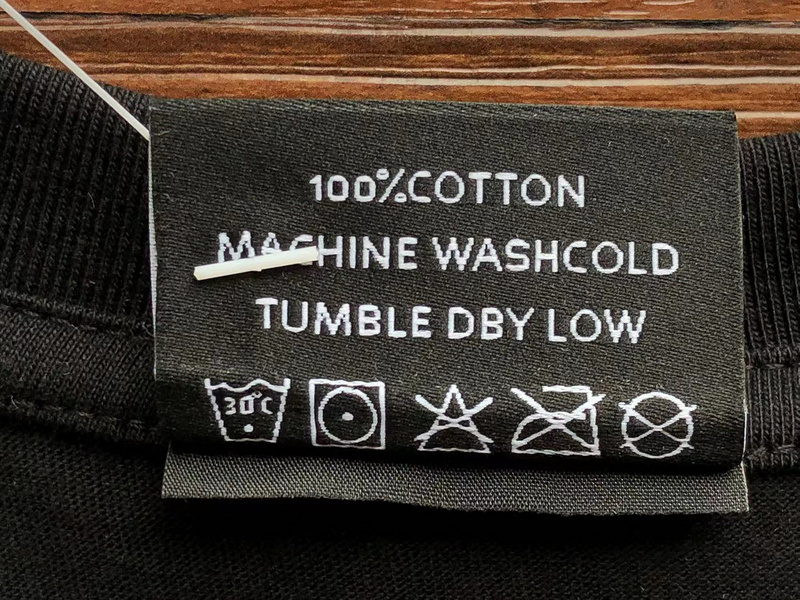 100%COTTON
MACHINE WASHCOLD
TUMBLE DBY LOW
30°C